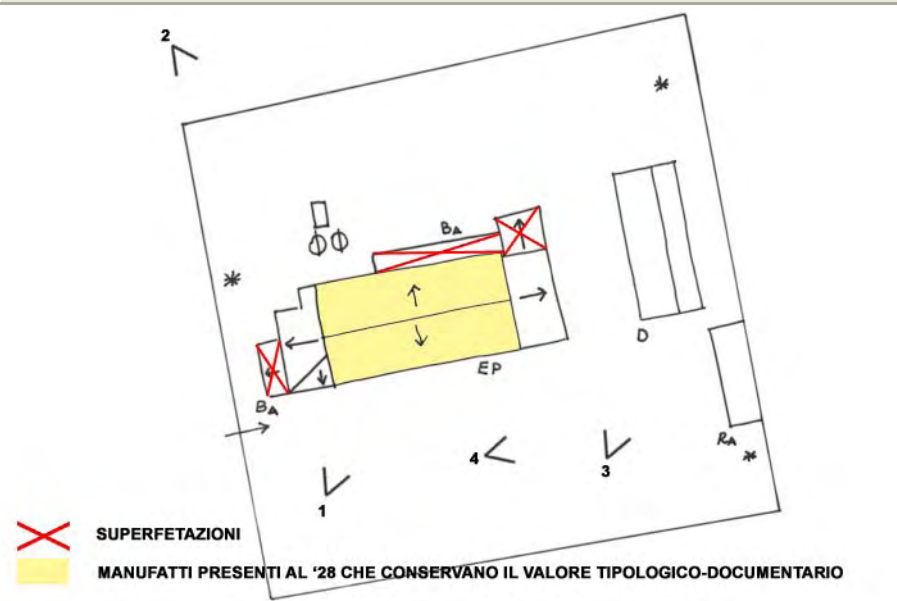 2
BA
BA
EP
D
RA
4
3
1
SUPERFETAZIONI
MANUFATTI PRESENTI AL '28 CHE CONSERVANO IL VALORE TIPOLOGICO-DOCUMENTARIO